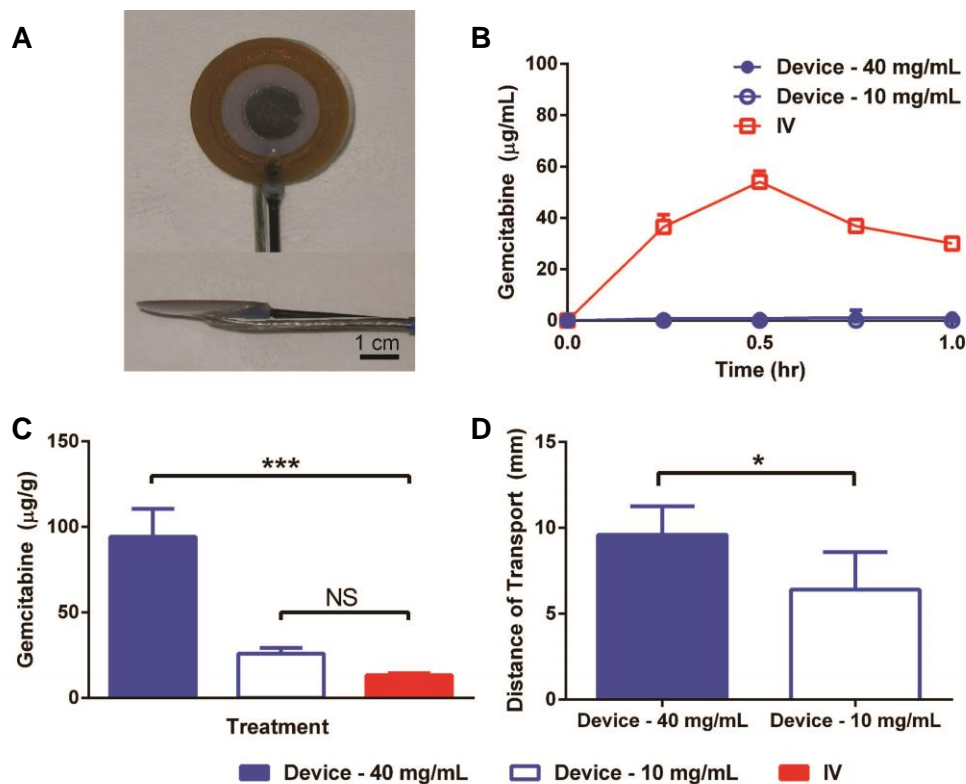 A
1 cm
B
Device - 40 mg/mL
Device - 10 mg/mL
IV
Gemcitabine (µg/mL)
100
80
60
40
20
0
0.0
0.5
1.0
Time (hr)
C
Gemcitabine (µg/g)
150
100
50
0
***
NS
Treatment
D
Distance of Transport (mm)
15
10
5
0
*
Device - 40 mg/mL Device - 10 mg/mL
Device - 40 mg/mL Device - 10 mg/mL IV